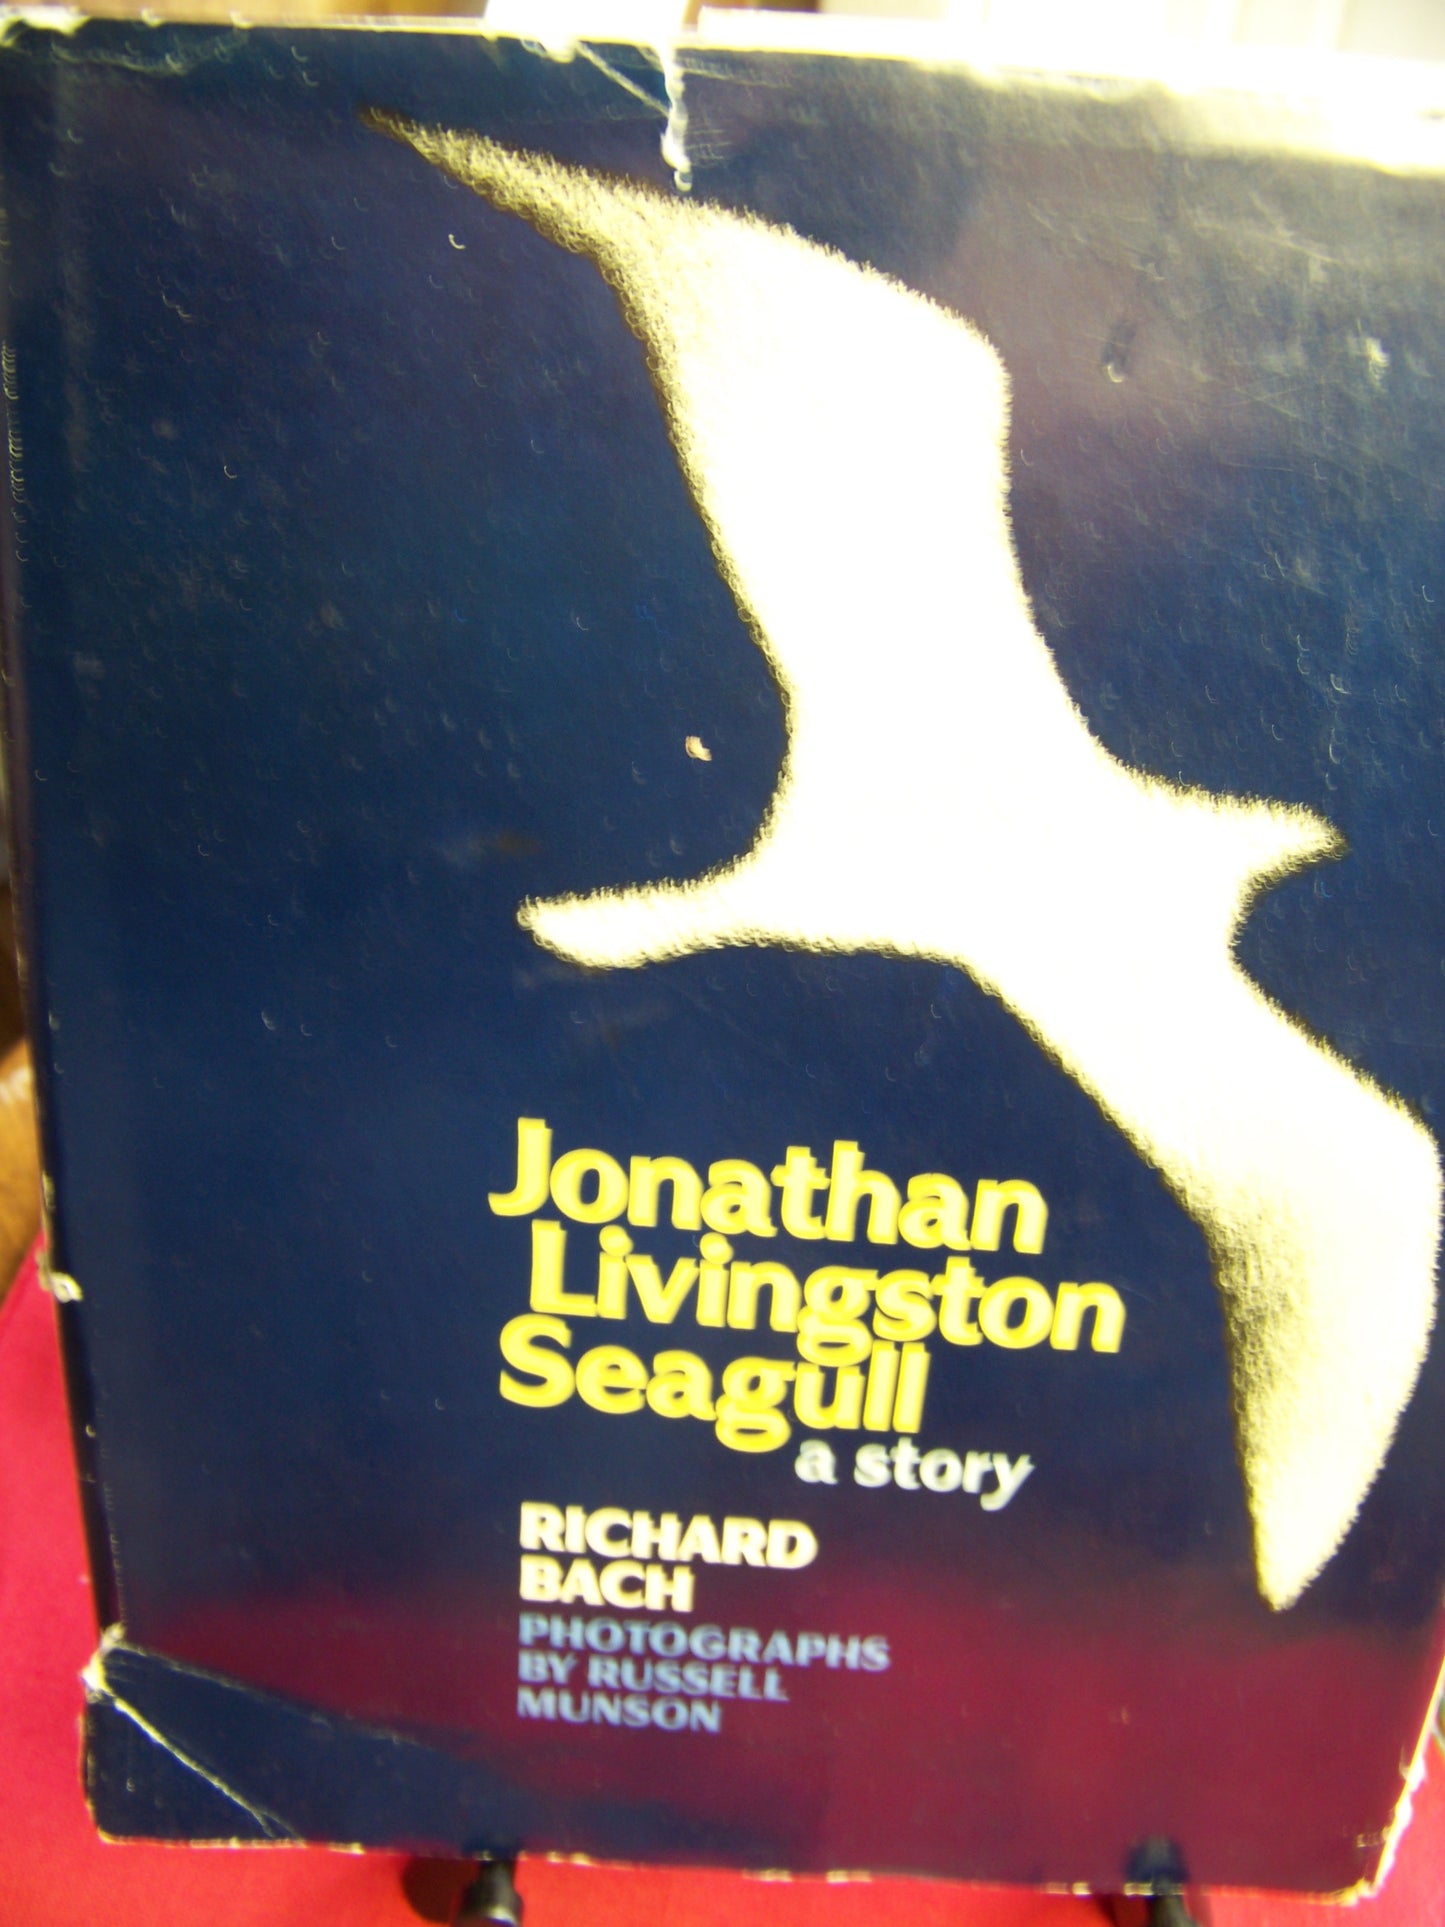 Jonathan
Livingston
Seagull
a story
RICHARD
BACH
PHOTOGRAPHS
BY RUSSELL
MUNSON